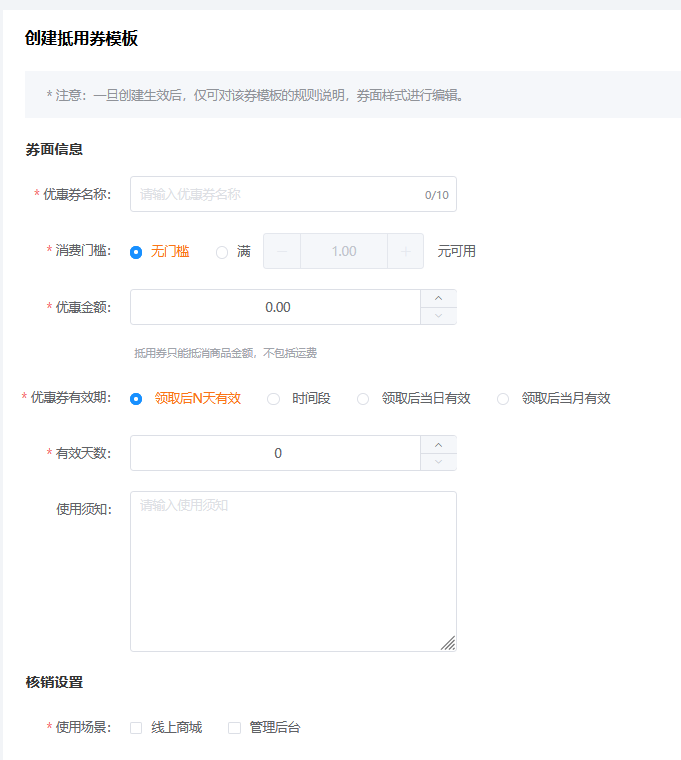 创建抵用券模板
* 注意：一旦创建生效后，仅可对该券模板的规则说明，券面样式进行编辑。
券面信息
* 优惠券名称： 请输入优惠券名称 0/10
* 消费门槛： 无门槛 满 1.00 元可用
* 优惠金额： 0.00
抵用券只能抵消商品金额，不包括运费
* 优惠券有效期： 领取后N天有效 时间段 领取后当日有效 领取后当月有效
* 有效天数： 0
使用须知： 请输入使用须知
核销设置
* 使用场景： 线上商城 管理后台